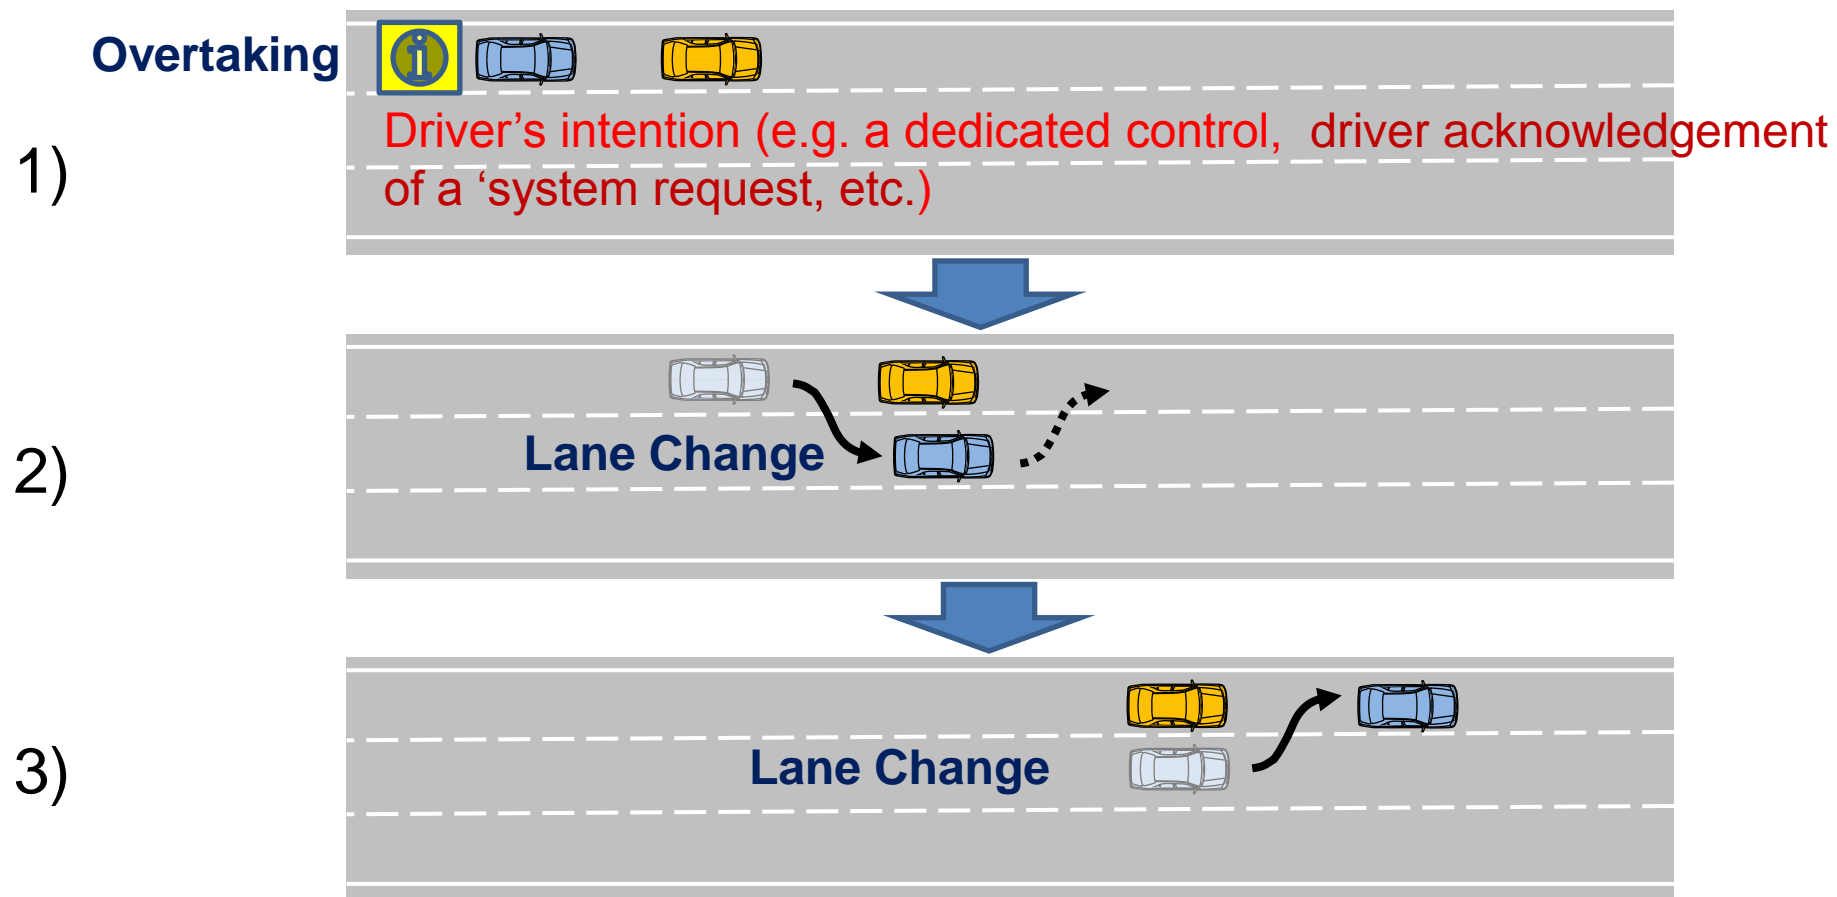 Overtaking
1)
Driver’s intention (e.g. a dedicated control,  driver acknowledgement
of a ‘system request, etc.)
2)
Lane Change
3)
Lane Change